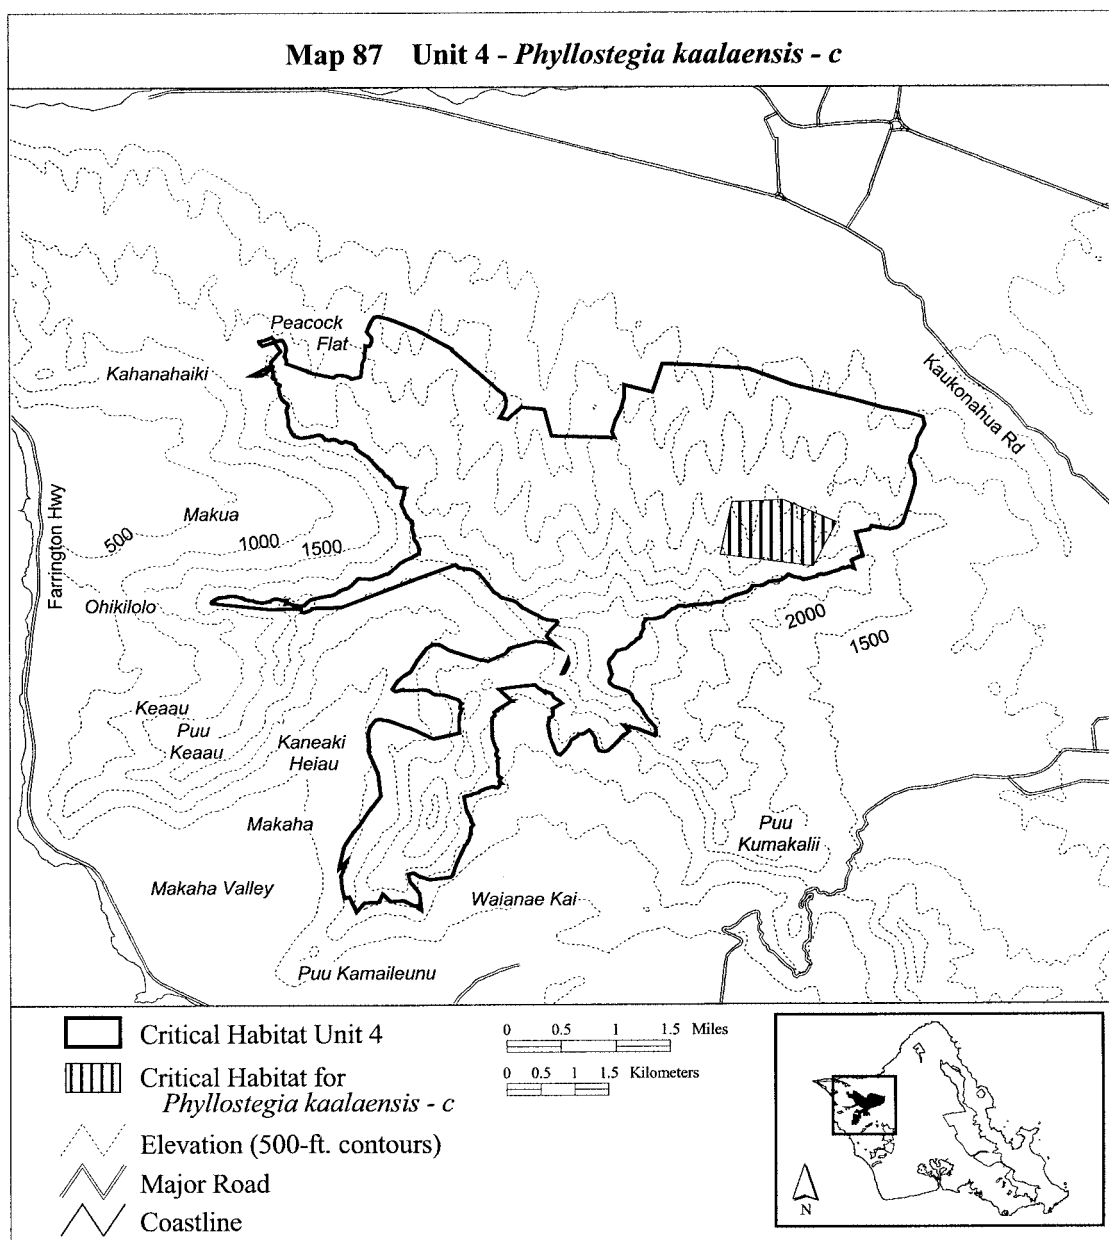 Map 87 Unit 4 - Phyllostegia kaalaensis - c
Peacock
Flat
Kahanahaiki
Kaukonahua Rd
Farrington Hwy
Makua
500
1000
1500
Ohikilolo
2000
1500
Keaau
Puu
Keaau
Kaneaki
Heiau
Makaha
Puu
Kumakalii
Makaha Valley
Waianae Kai
Puu Kamaileunu
Critical Habitat Unit 4
Critical Habitat for
Phyllostegia kaalaensis - c
Elevation (500-ft. contours)
Major Road
Coastline
0 0.5 1 1.5 Miles
0 0.5 1 1.5 Kilometers
N